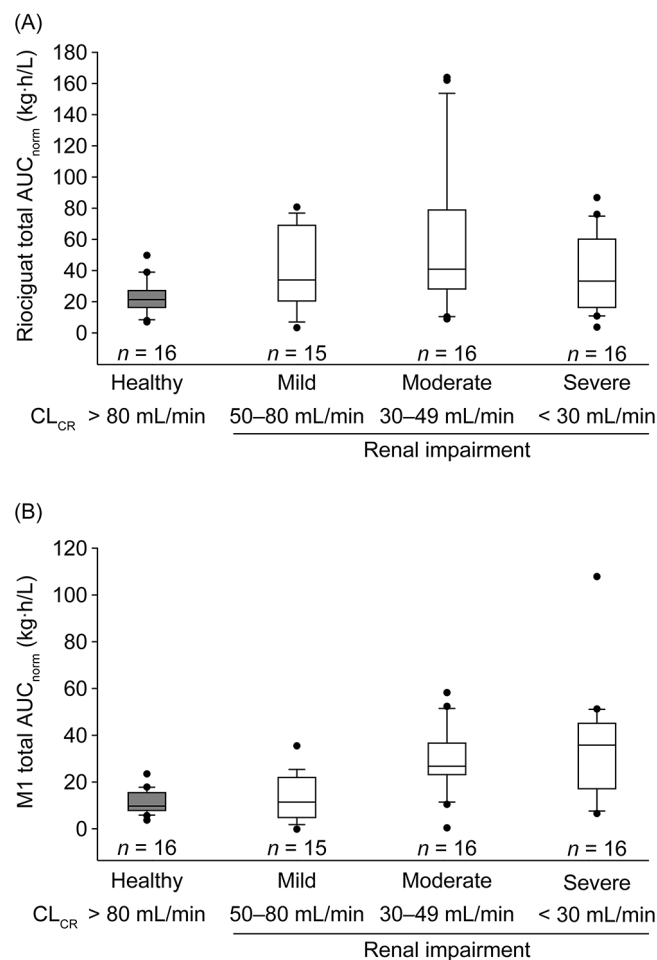 (A)
Riociguat total AUCnorm (kg·h/L)
180
160
140
120
100
80
60
40
20
0
n = 16 n = 15 n = 16 n = 16
Healthy Mild Moderate Severe
CLCR > 80 mL/min 50–80 mL/min 30–49 mL/min < 30 mL/min
Renal impairment
(B)
M1 total AUCnorm (kg·h/L)
120
100
80
60
40
20
0
n = 16 n = 15 n = 16 n = 16
Healthy Mild Moderate Severe
CLCR > 80 mL/min 50–80 mL/min 30–49 mL/min < 30 mL/min
Renal impairment